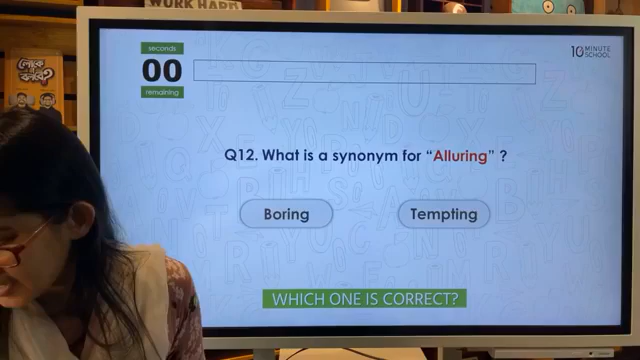 WORK HARD
seconds
00
remaining
10 MINUTE
SCHOOL
লোকে
কী
বলবে?
Q12. What is a synonym for “Alluring” ?
Boring
Tempting
WHICH ONE IS CORRECT?